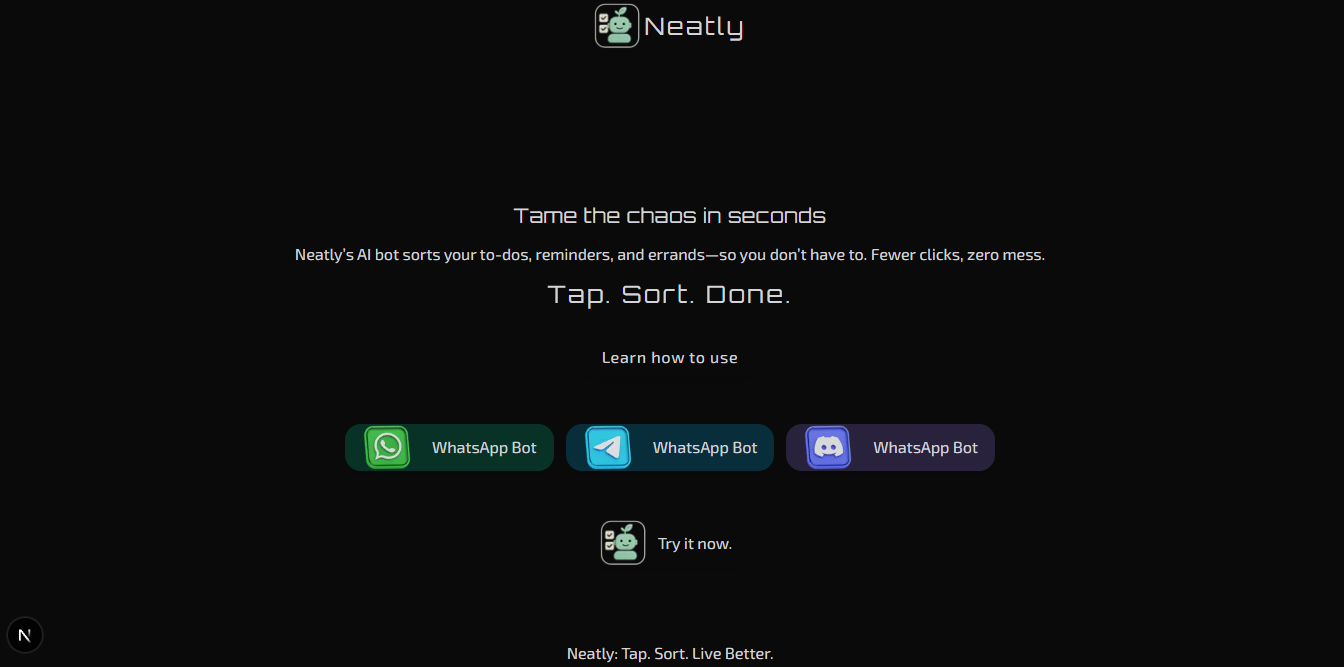 Neatly
Tame the chaos in seconds
Neatly's AI bot sorts your to-dos, reminders, and errands—so you don't have to. Fewer clicks, zero mess.
Tap. Sort. Done.
Learn how to use
WhatsApp Bot
WhatsApp Bot
WhatsApp Bot
Try it now.
N
Neatly: Tap. Sort. Live Better.